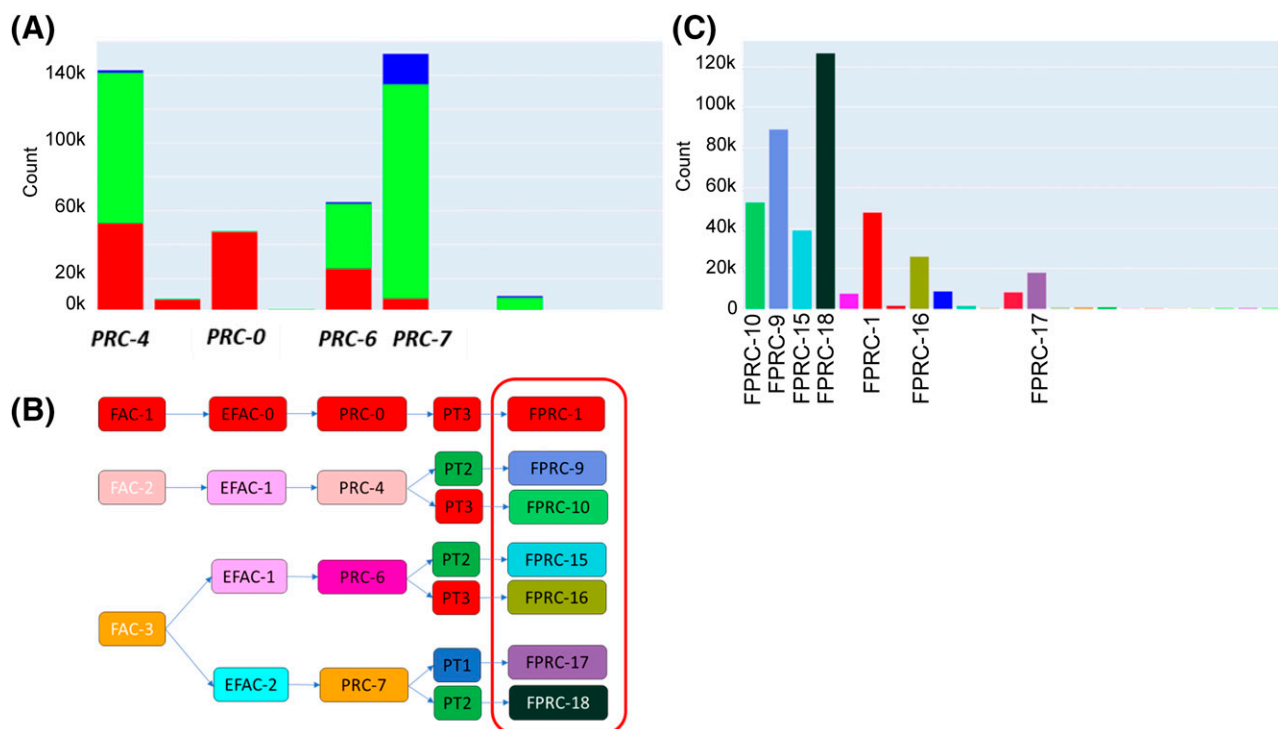 (A)
140k
100k
60k
20k
0k
Count
PRC-4
PRC-0
PRC-6
PRC-7
(C)
120k
100k
80k
60k
40k
20k
0
Count
FPRC-10
FPRC-9
FPRC-15
FPRC-18
FPRC-1
FPRC-16
FPRC-17
(B)
FAC-1 EFAC-0 PRC-0 PT3 FPRC-1
PT2 FPRC-9
FAC-2 EFAC-1 PRC-4
PT3 FPRC-10
PT2 FPRC-15
EFAC-1 PRC-6
PT3 FPRC-16
FAC-3
PT1 FPRC-17
EFAC-2 PRC-7
PT2 FPRC-18